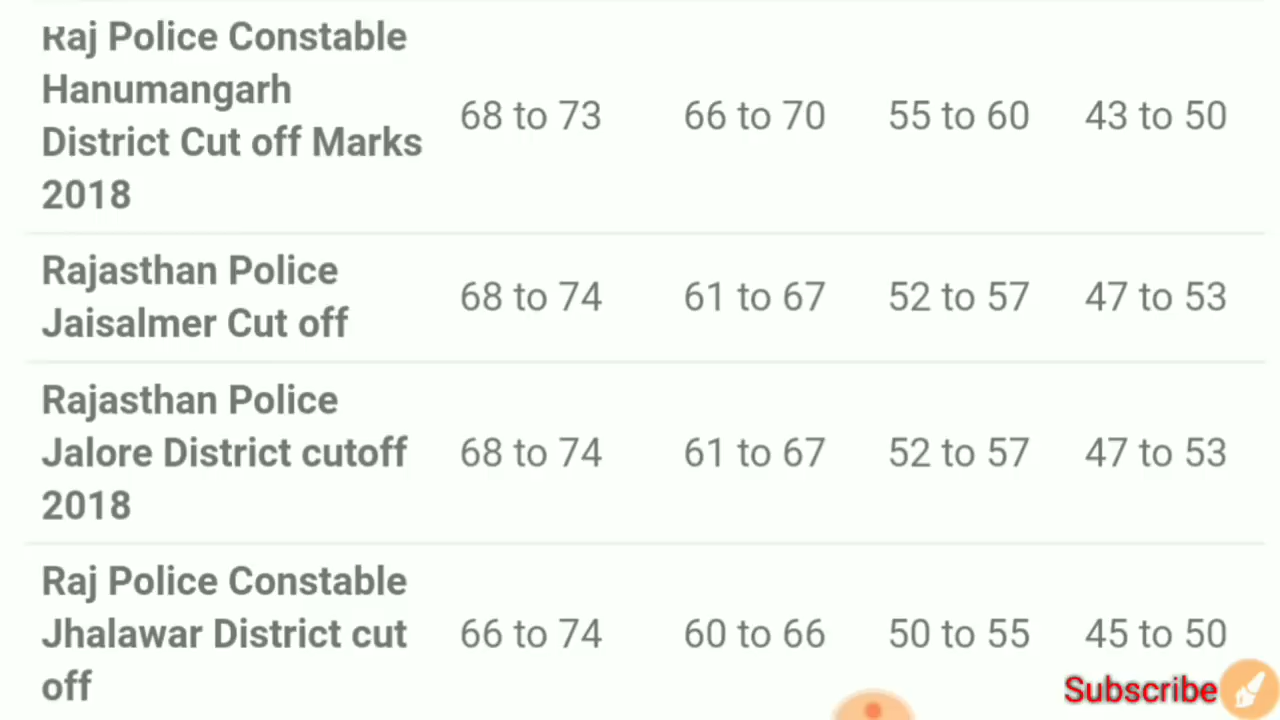 Raj Police Constable
Hanumangarh
District Cut off Marks
2018
68 to 73 66 to 70 55 to 60 43 to 50
Rajasthan Police
Jaisalmer Cut off
68 to 74 61 to 67 52 to 57 47 to 53
Rajasthan Police
Jalore District cutoff
2018
68 to 74 61 to 67 52 to 57 47 to 53
Raj Police Constable
Jhalawar District cut
off
66 to 74 60 to 66 50 to 55 45 to 50
Subscribe